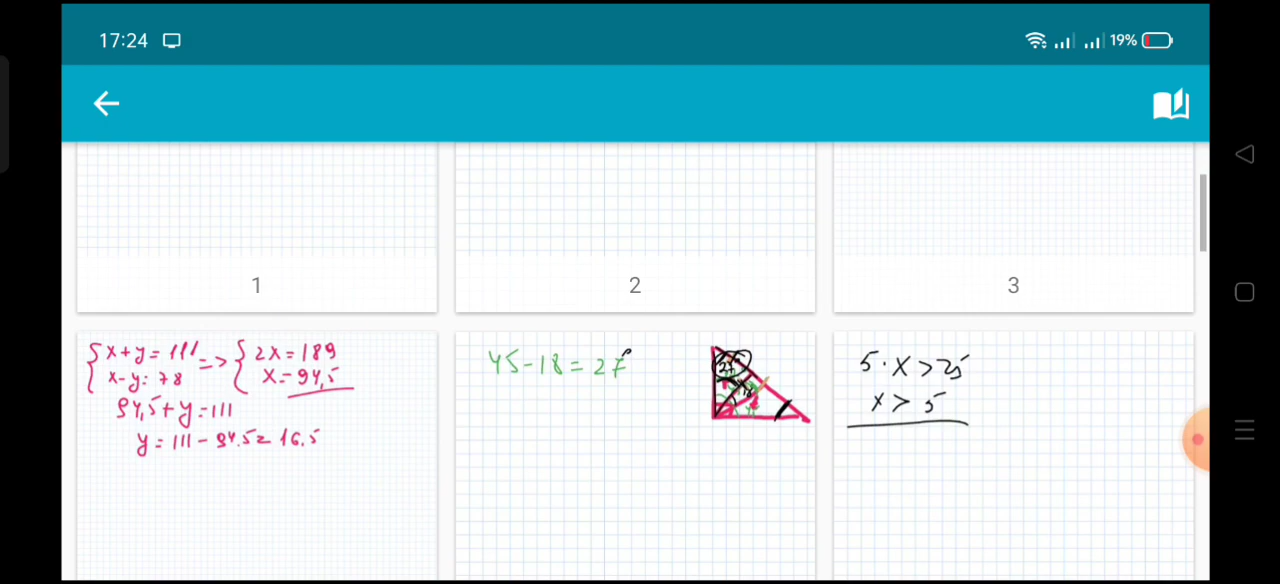 17:24
19%
1
2
3
{x+y=111 => {2x=189
x-y=78 x=94,5
94,5+y=111
y=111-94.5=16.5
45-18=27°
18
5·x>25
x>5